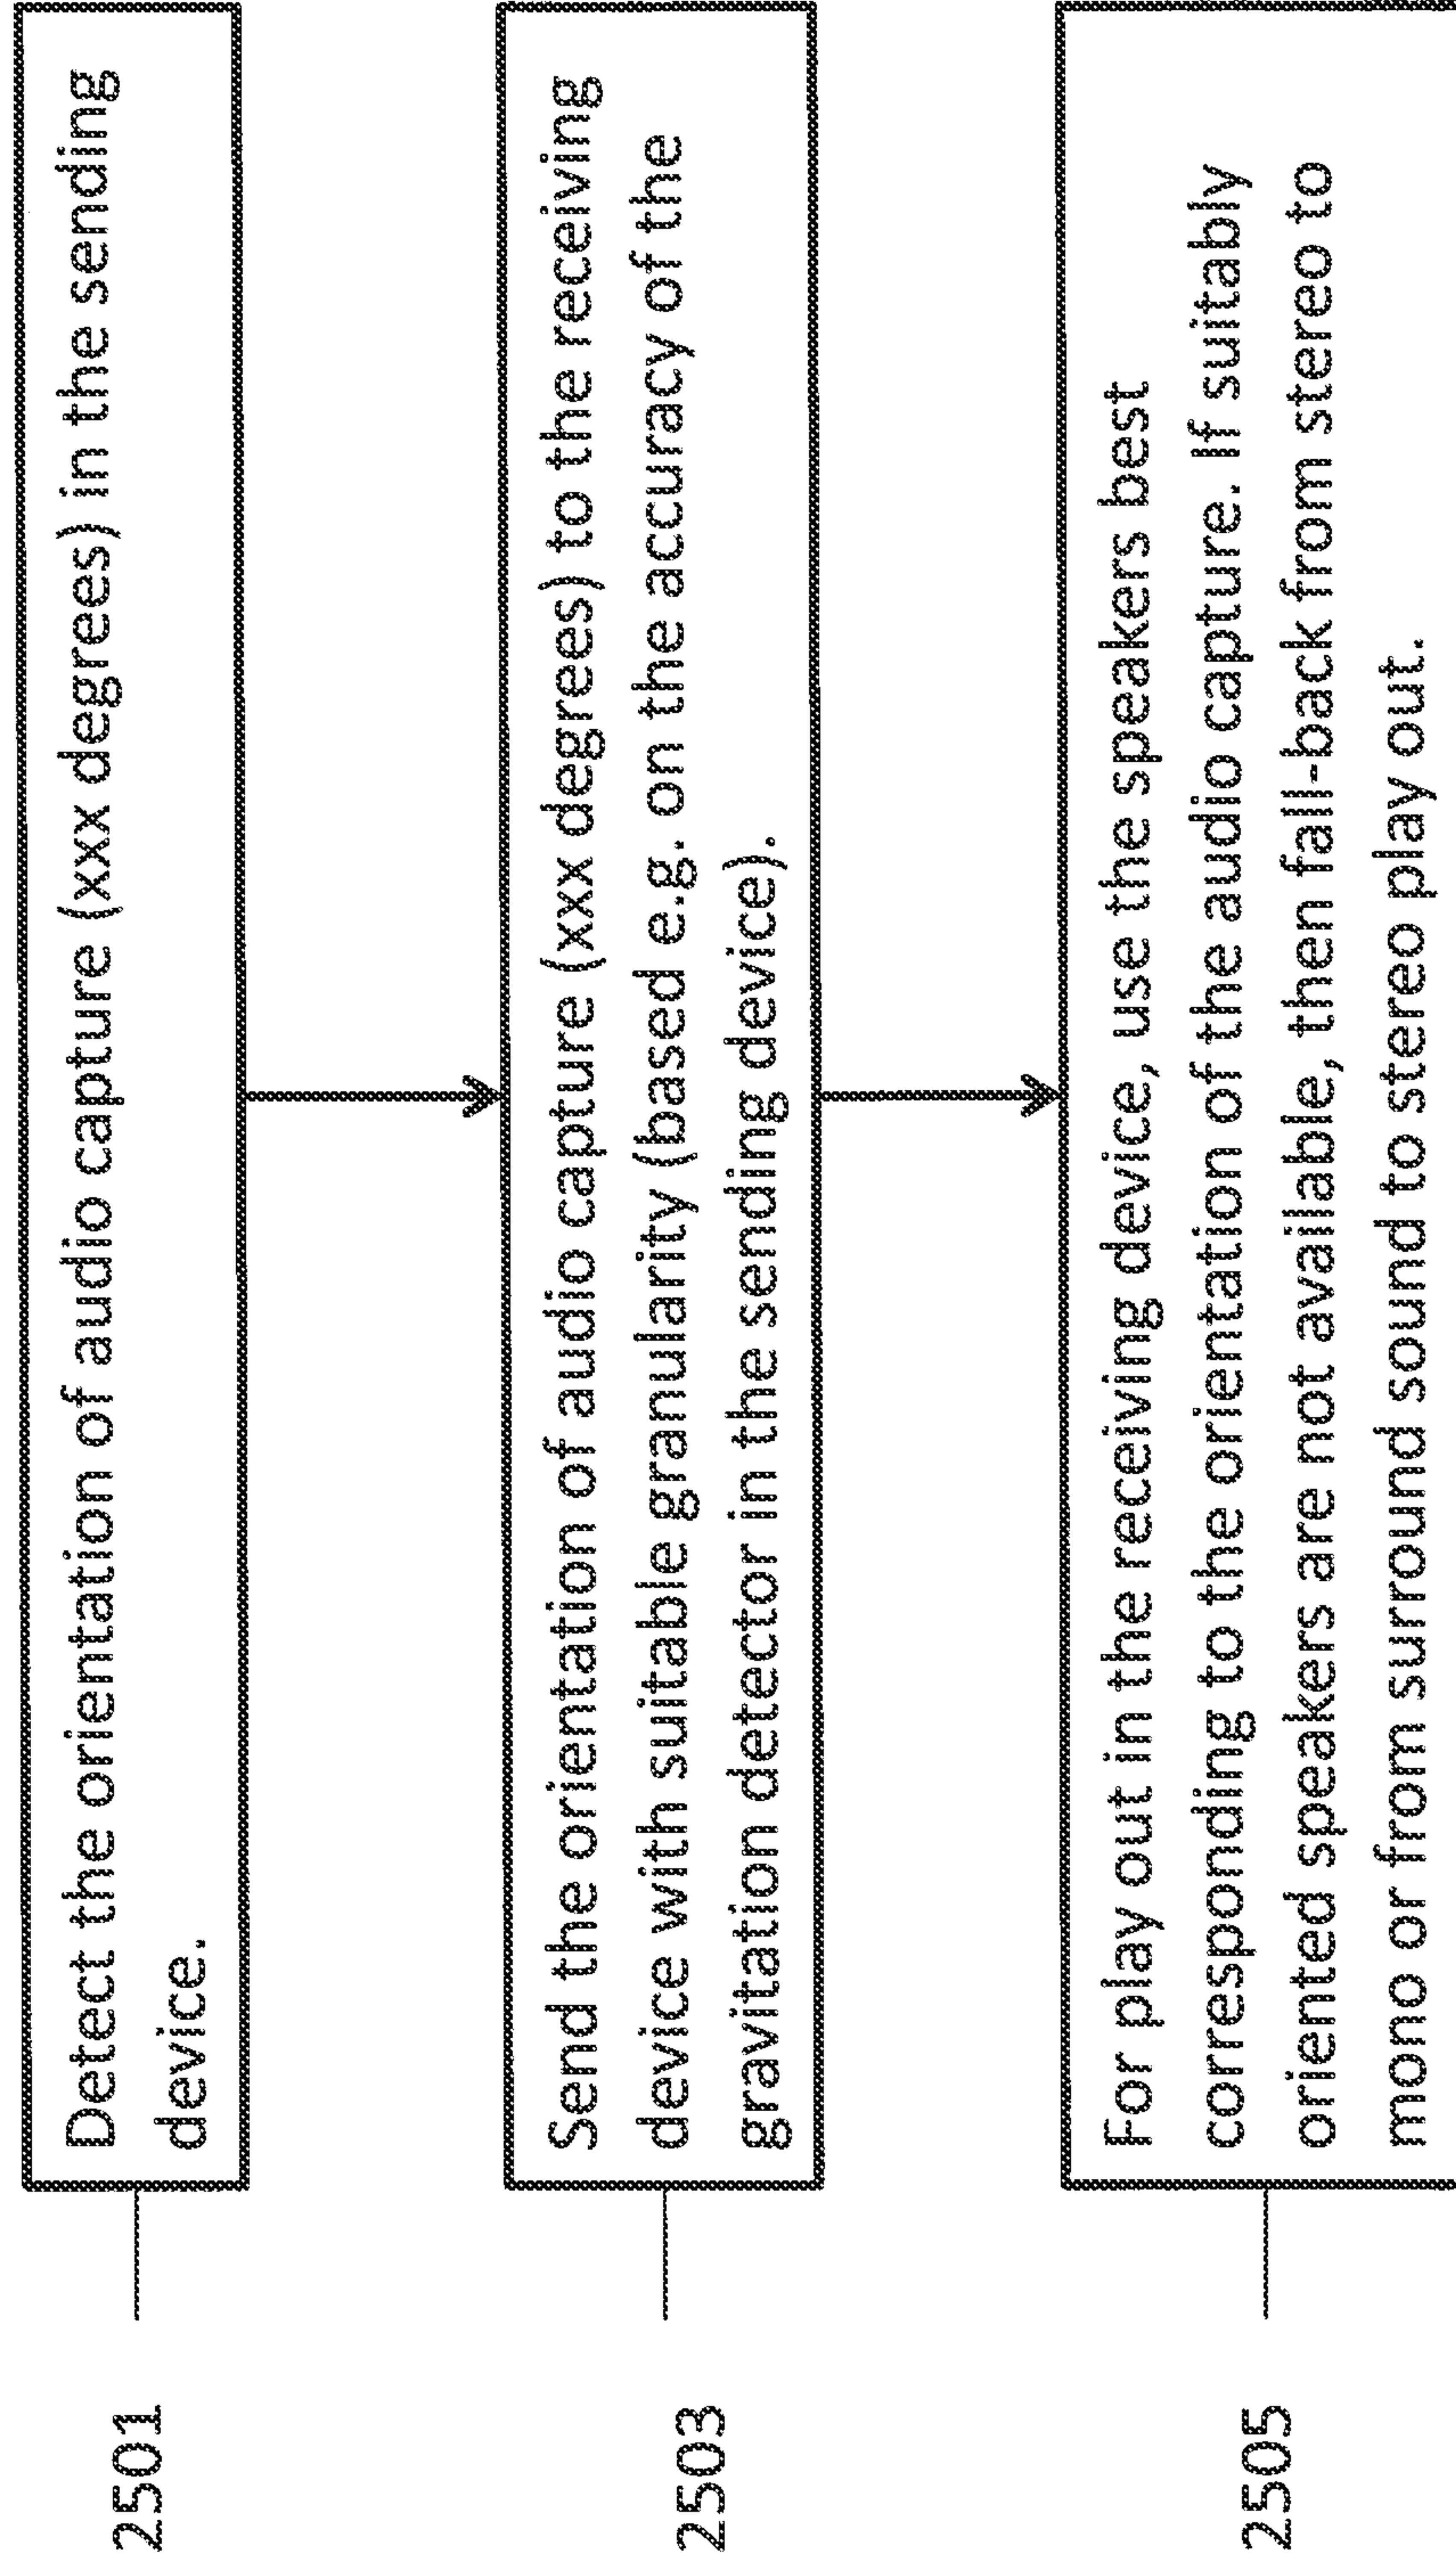 2501
Detect the orientation of audio capture (xxx degrees) in the sending
device.
2503
Send the orientation of audio capture (xxx degrees) to the receiving
device with suitable granularity (based e.g. on the accuracy of the
gravitation detector in the sending device).
2505
For play out in the receiving device, use the speakers best
corresponding to the orientation of the audio capture. If suitably
oriented speakers are not available, then fall-back from stereo to
mono or from surround sound to stereo play out.